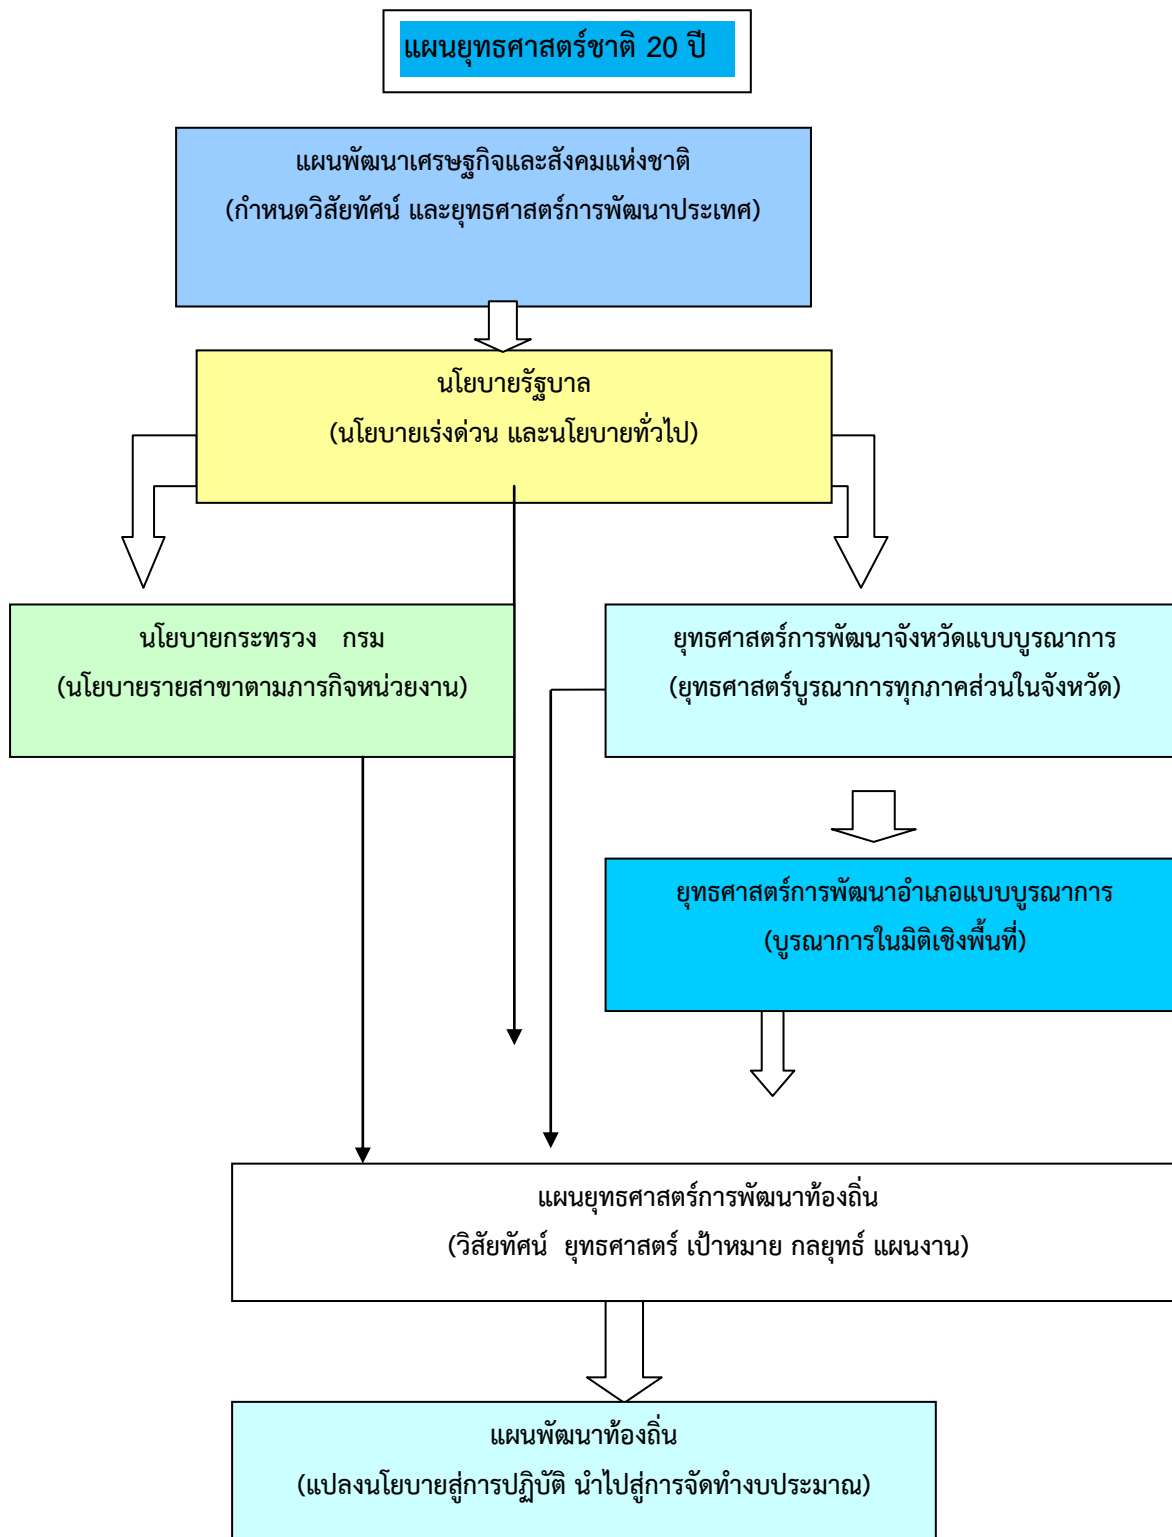 แผนยุทธศาสตร์ชาติ 20 ปี
แผนพัฒนาเศรษฐกิจและสังคมแห่งชาติ
(กำหนดวิสัยทัศน์ และยุทธศาสตร์การพัฒนาประเทศ)
นโยบายรัฐบาล
(นโยบายเร่งด่วน และนโยบายทั่วไป)
นโยบายกระทรวง กรม
(นโยบายรายสาขาตามภารกิจหน่วยงาน)
ยุทธศาสตร์การพัฒนาจังหวัดแบบบูรณาการ
(ยุทธศาสตร์บูรณาการทุกภาคส่วนในจังหวัด)
ยุทธศาสตร์การพัฒนาอำเภอแบบบูรณาการ
(บูรณาการในมิติเชิงพื้นที่)
แผนยุทธศาสตร์การพัฒนาท้องถิ่น
(วิสัยทัศน์ ยุทธศาสตร์ เป้าหมาย กลยุทธ์ แผนงาน)
แผนพัฒนาท้องถิ่น
(แปลงนโยบายสู่การปฏิบัติ นำไปสู่การจัดทำงบประมาณ)